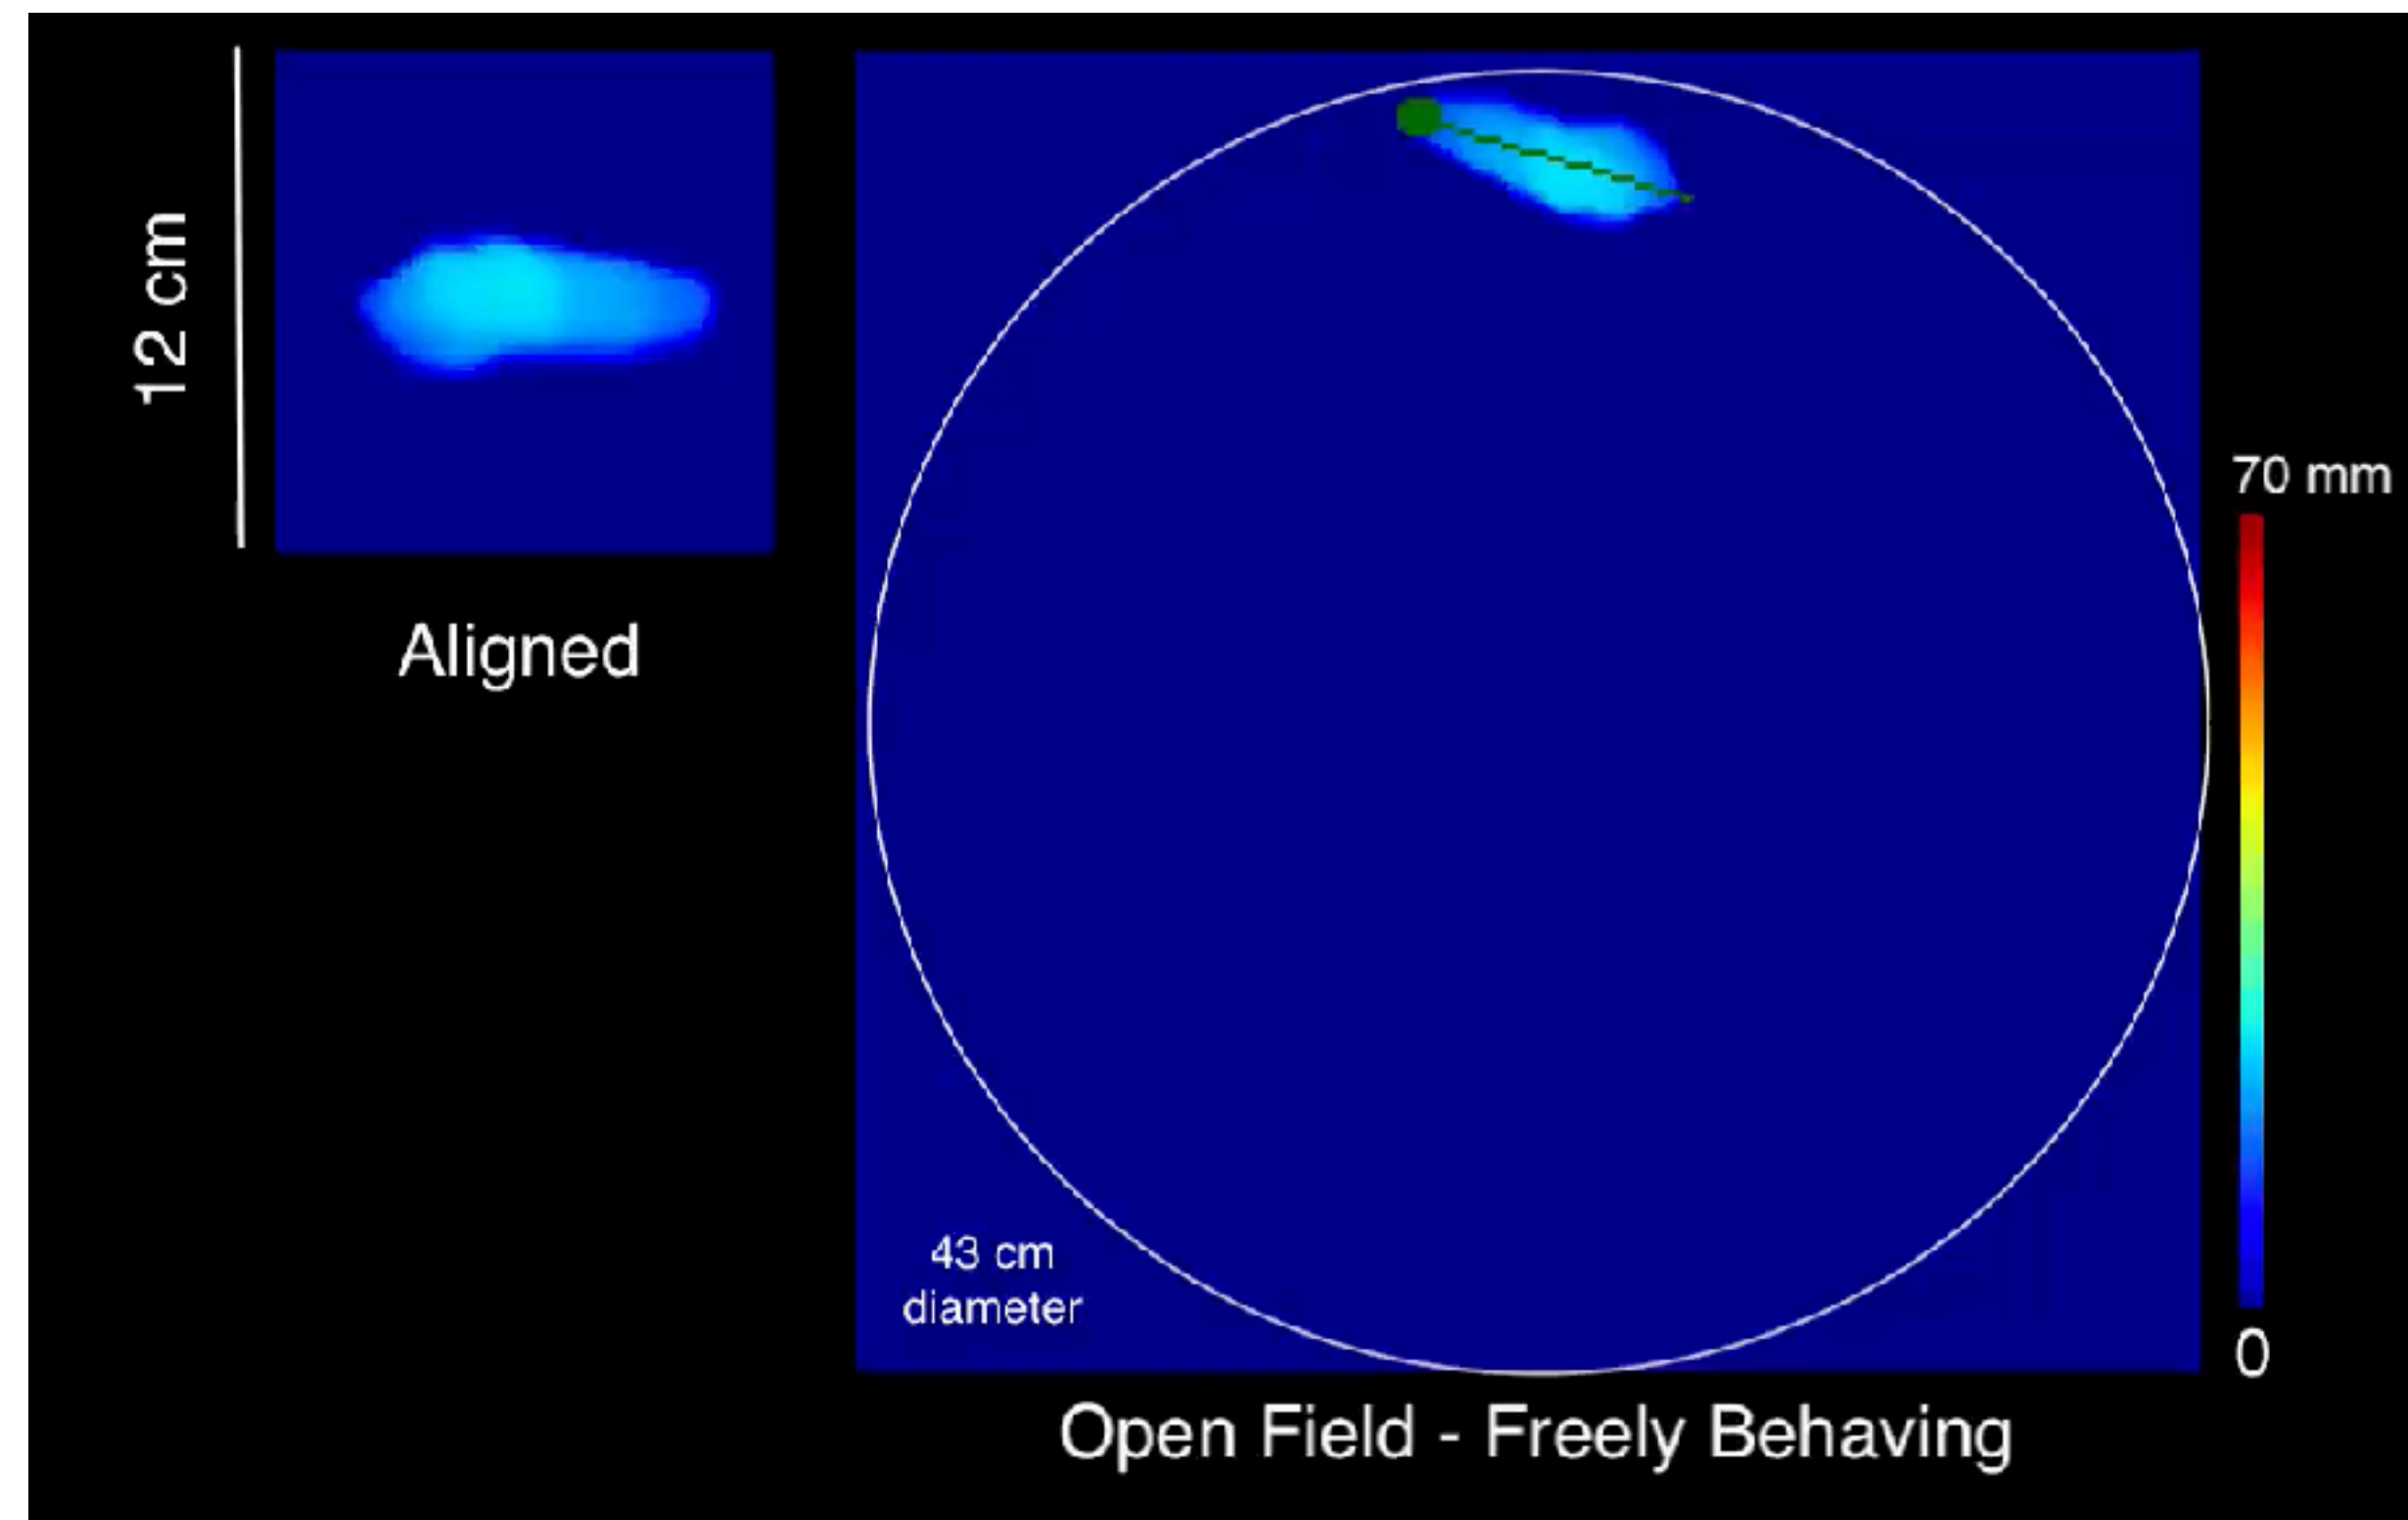 12 cm
Aligned
70 mm
0
43 cm
diameter
Open Field - Freely Behaving